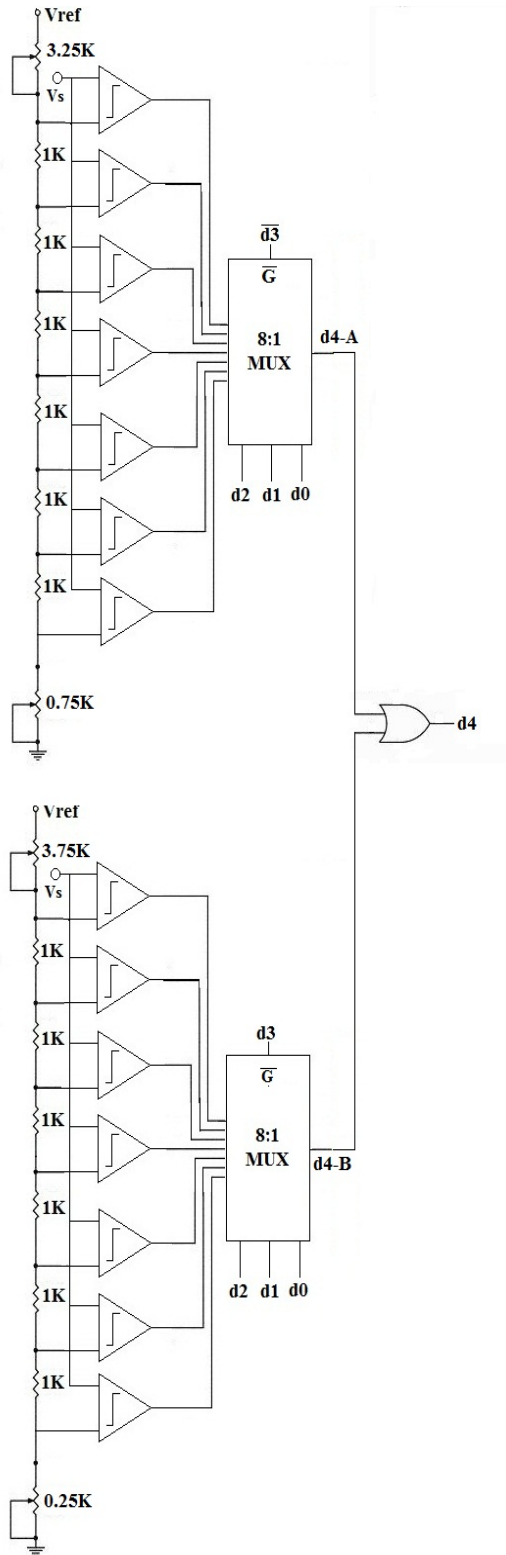 Vref
3.25K
Vs
1K
1K
1K
1K
1K
1K
0.75K
d3
G
8:1
MUX
d4-A
d2 d1 d0
d4
Vref
3.75K
Vs
1K
1K
1K
1K
1K
1K
0.25K
d3
G
8:1
MUX
d4-B
d2 d1 d0